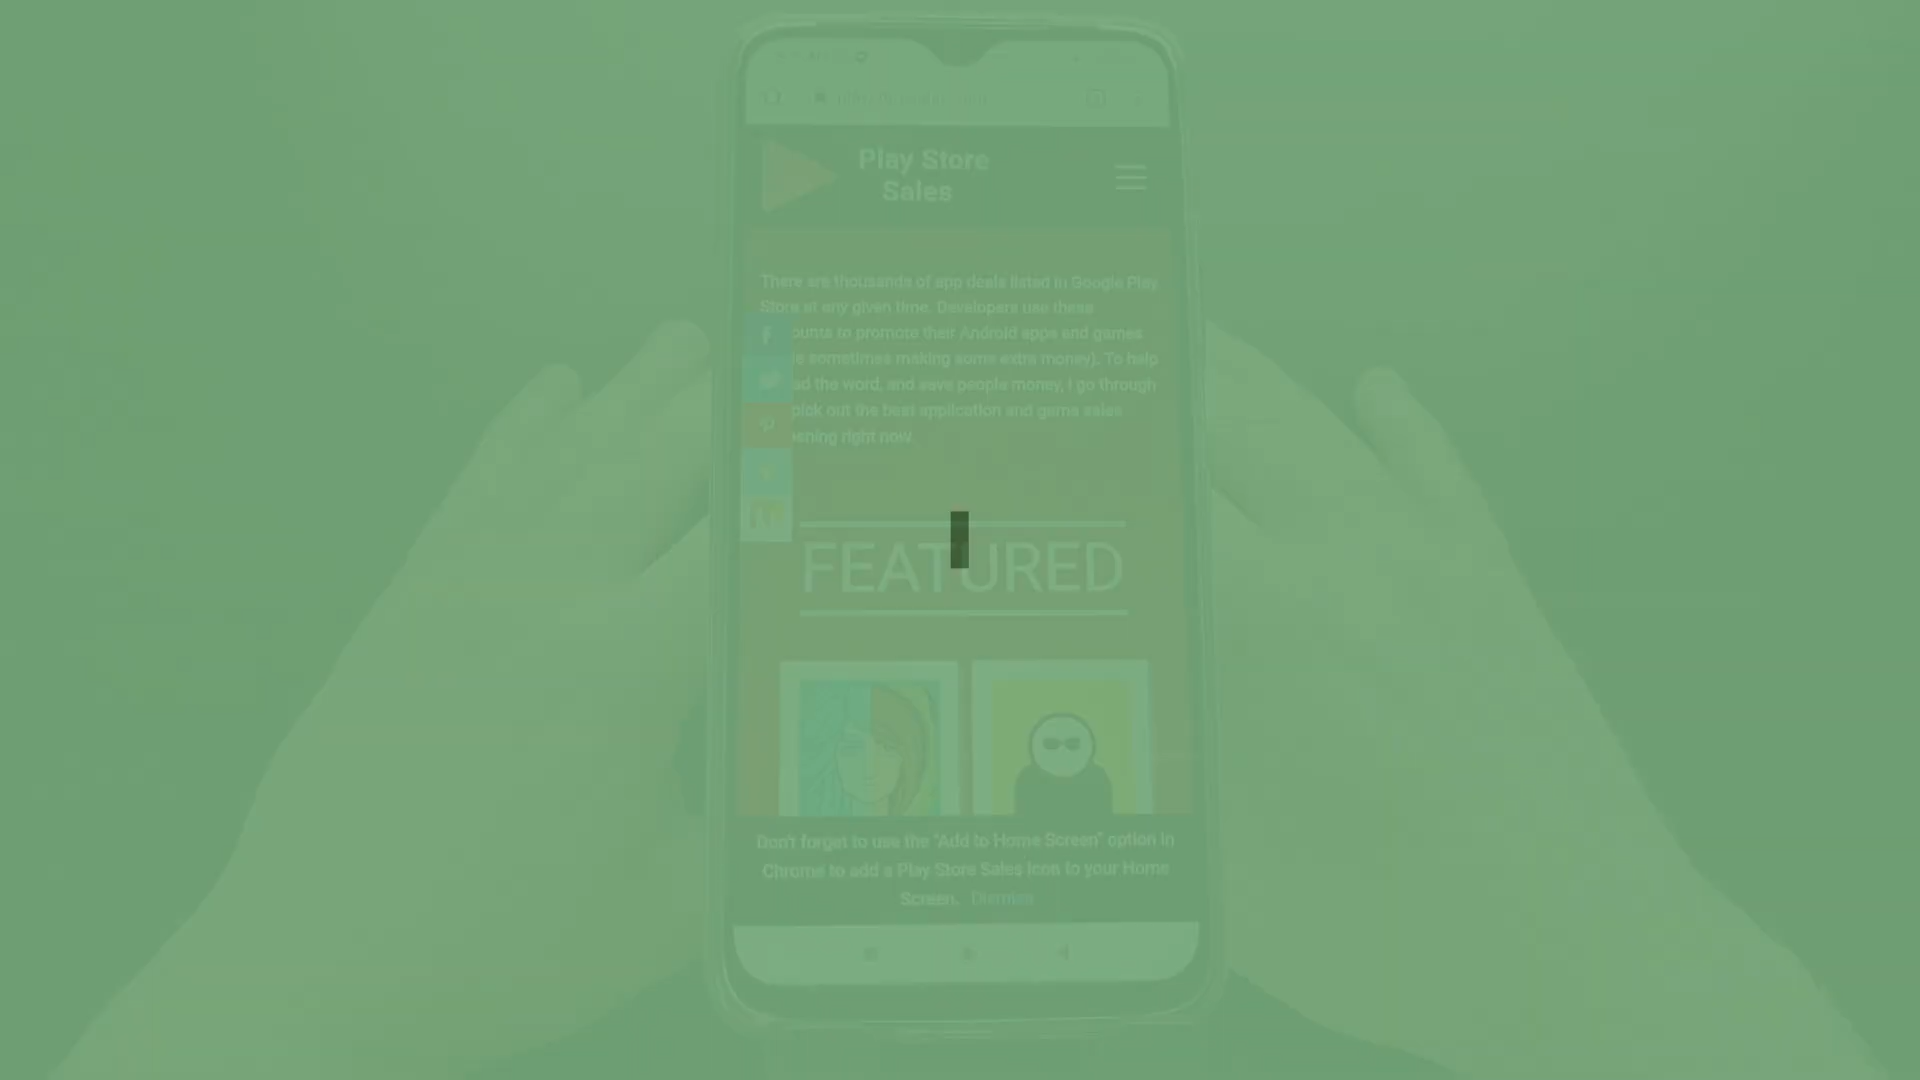 Play Store
Sales
There are thousands of app deals listed in Google Play
Store at any given time. Developers use these
to promote their Android apps and games
sometimes making some extra money). To help
the word, and save people money, I go through
pick out the best application and game sales
right now.
FEATURED
Don't forget to use the "Add to Home Screen" option in
Chrome to add a Play Store Sales icon to your Home
Screen. Dismiss